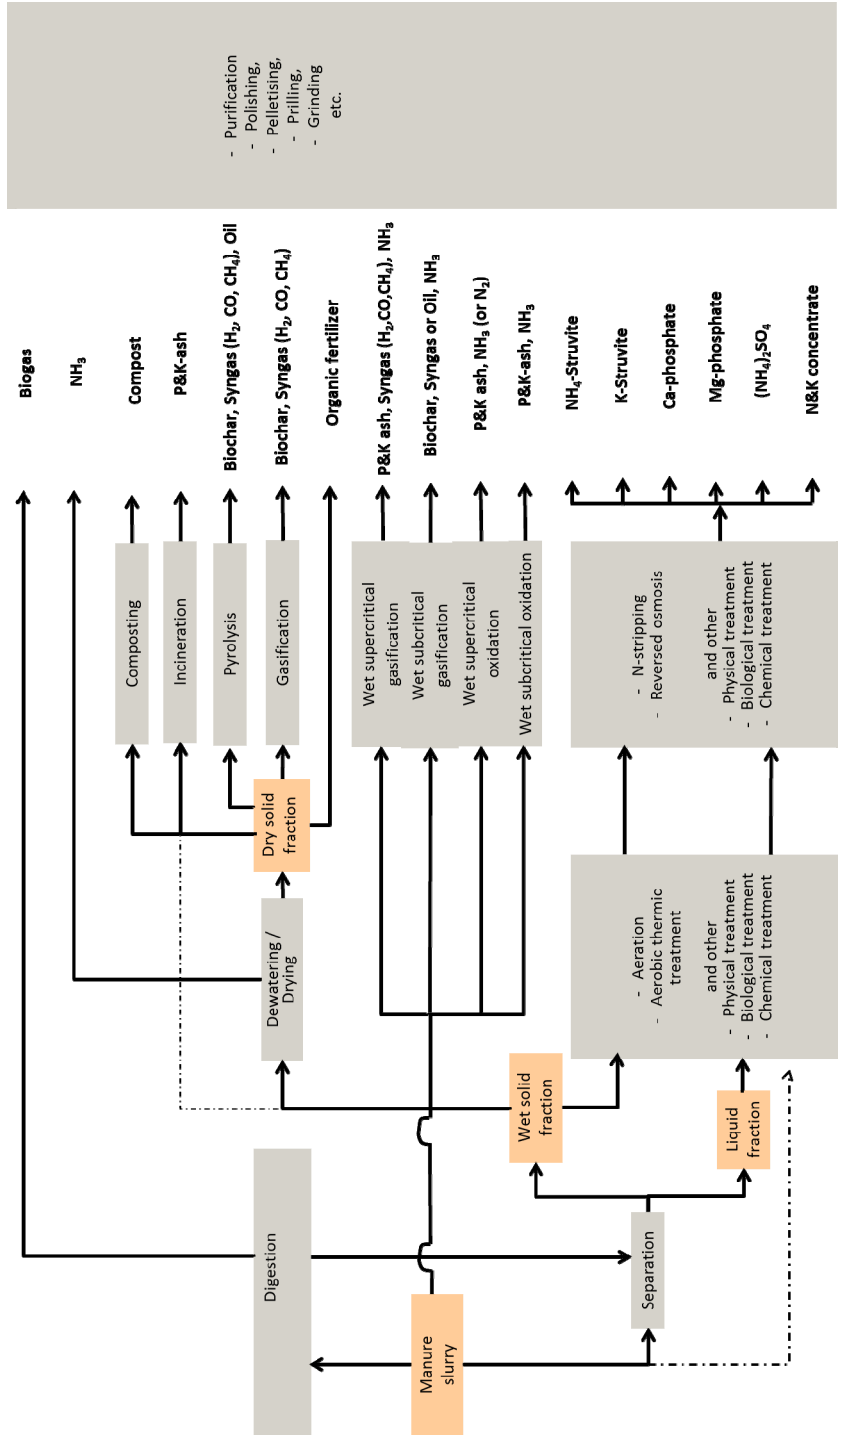 Manure
slurry
Digestion
Separation
Wet solid
fraction
Liquid
fraction
Dewatering/
Drying
Dry solid
fraction
- Aeration
- Aerobic thermic
treatment
and other
- Physical treatment
- Biological treatment
- Chemical treatment
Composting
Incineration
Pyrolysis
Gasification
Wet supercritical
gasification
Wet subcritical
gasification
Wet supercritical
oxidation
Wet subcritical oxidation
- N-stripping
- Reversed osmosis
and other
- Physical treatment
- Biological treatment
- Chemical treatment
Biogas
NH₃
Compost
P&K-ash
Biochar, Syngas (H₂, CO, CH₄), Oil
Biochar, Syngas (H₂, CO, CH₄)
Organic fertilizer
P&K ash, Syngas (H₂,CO,CH₄), NH₃
Biochar, Syngas or Oil, NH₃
P&K ash, NH₃ (or N₂)
P&K-ash, NH₃
NH₄-Struvite
K-Struvite
Ca-phosphate
Mg-phosphate
(NH₄)₂SO₄
N&K concentrate
- Purification
- Polishing,
- Pelletising,
- Prilling,
- Grinding
etc.